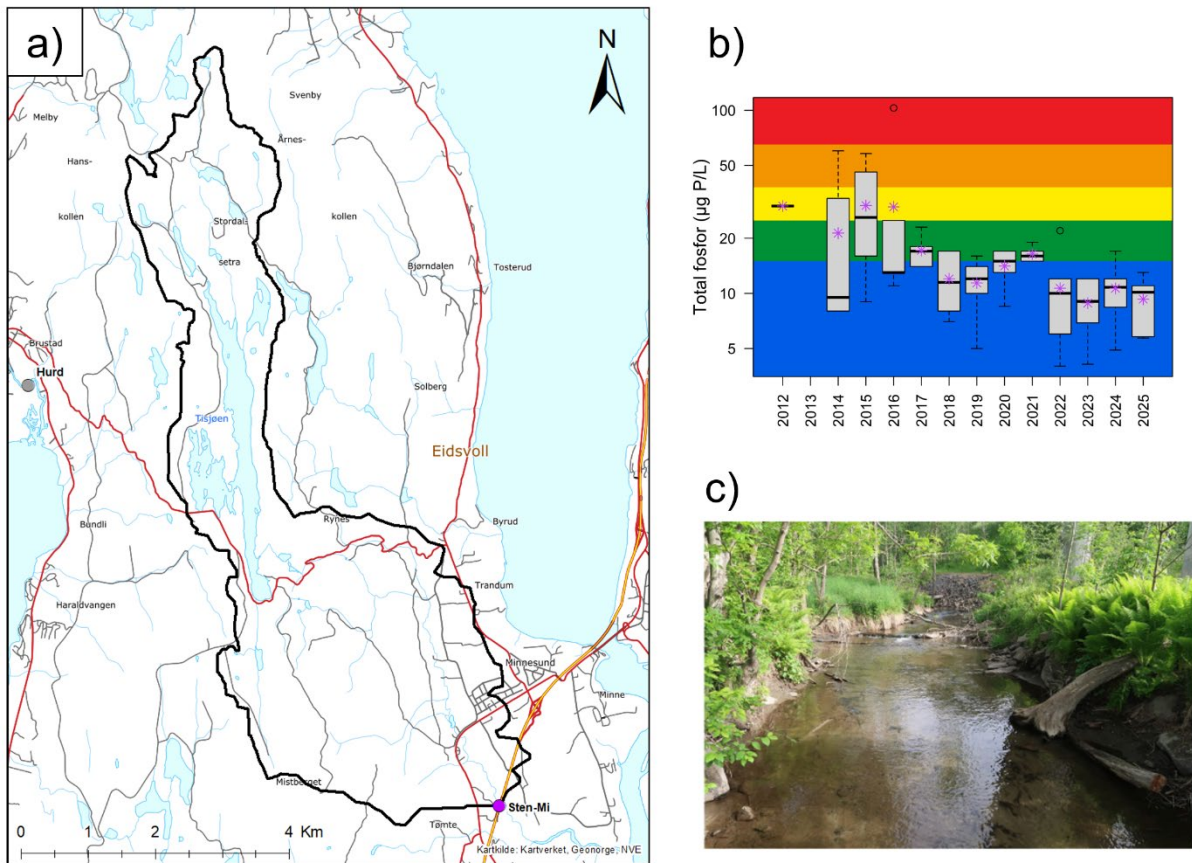 a)
N
Svenby
Melby
Årnes-
Hans-
kollen
Stordal-
kollen
setra
Bjørndalen
Tosterud
Brustad
Hurd
Solberg
Tisjøen
Eidsvoll
Rynes
Byrud
Bundli
Trandum
Haraldvangen
Minnesund
Minne
Mistberget
Sten-Mi
Tømte
0 1 2 4 Km
Kartkilde: Kartverket, Geonorge, NVE
b)
Total fosfor (µg P/L)
100
50
20
10
5
2012
2013
2014
2015
2016
2017
2018
2019
2020
2021
2022
2023
2024
2025
c)